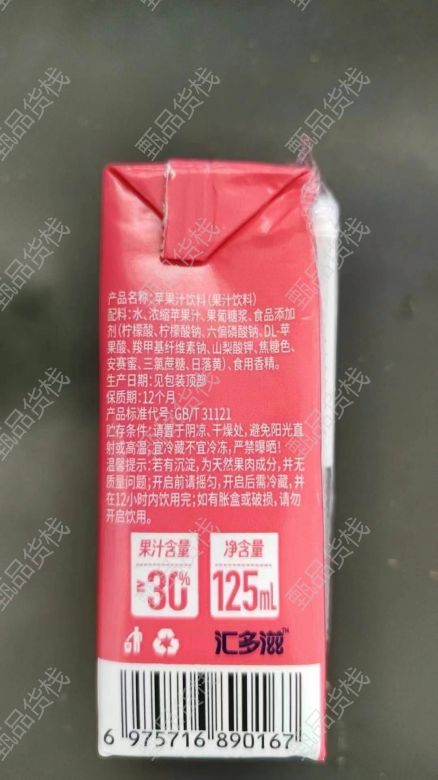 产品名称:苹果汁饮料(果汁饮料)
配料:水、浓缩苹果汁、果葡糖浆、食品添加
剂(柠檬酸、柠檬酸钠、六偏磷酸钠、DL-苹
果酸、羧甲基纤维素钠、山梨酸钾、焦糖色、
安赛蜜、三氯蔗糖、日落黄)、食用香精。
生产日期:见包装顶部
保质期:12个月
产品标准代号:GB/T 31121
贮存条件:请置于阴凉、干燥处,避免阳光直
射或高温;宜冷藏不宜冷冻,严禁曝晒!
温馨提示:若有沉淀,为天然果肉成分,并无
质量问题;开启前请摇匀,开启后需冷藏,并
在12小时内饮用完;如有胀盒或破损,请勿
开启饮用。
果汁含量
≥30%
净含量
125mL
汇多滋™
6 975716 890167
甄品货栈